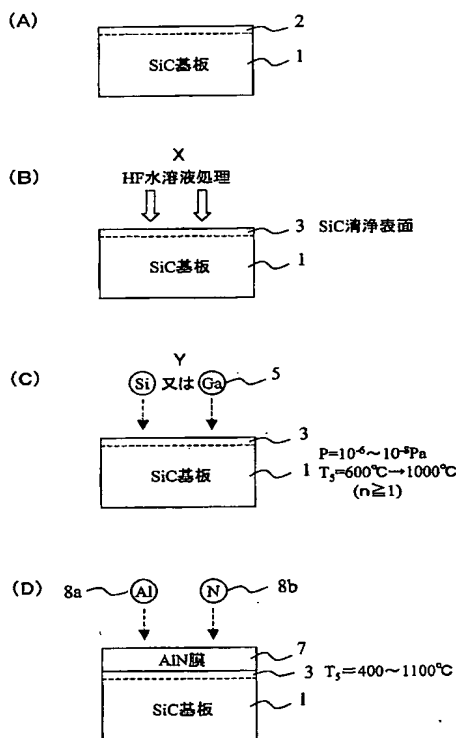 (A)
2
SiC基板
1
X
(B)
HF水溶液処理
3 SiC清浄表面
SiC基板
1
Y
(C)
Si 又は Ga
5
3
P=10⁻⁶~10⁻⁸Pa
SiC基板
1
T₅=600℃→1000℃
(n≧1)
(D)
8a
Al
N
8b
7
AlN膜
3 T₅=400~1100℃
SiC基板
1